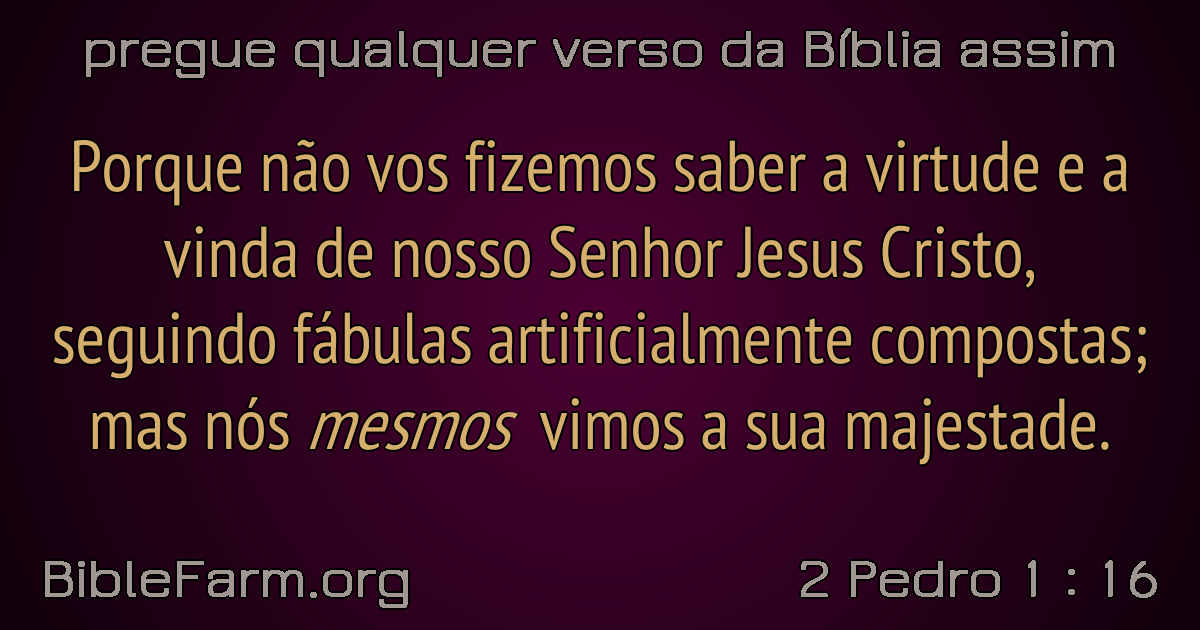 pregue qualquer verso da Bíblia assim
Porque não vos fizemos saber a virtude e a
vinda de nosso Senhor Jesus Cristo,
seguindo fábulas artificialmente compostas;
mas nós mesmos vimos a sua majestade.
BibleFarm.org
2 Pedro 1 : 16